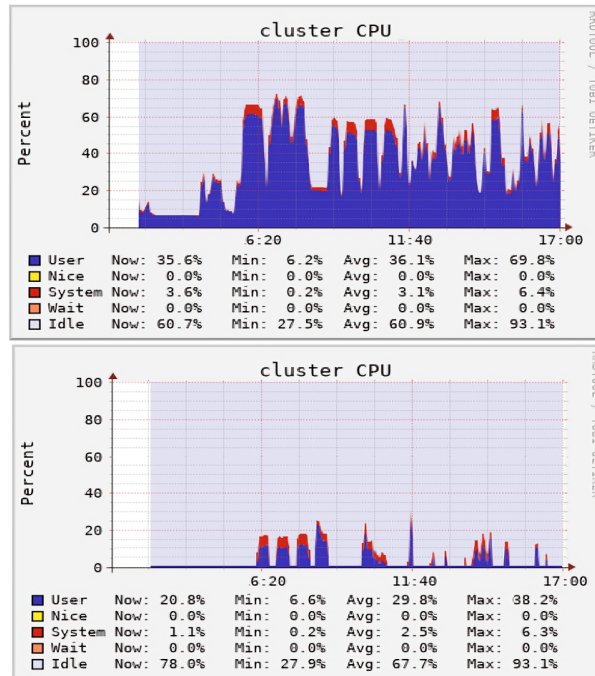 cluster CPU
100
80
60
40
20
0
Percent
6:20 11:40 17:00
User Now: 35.6% Min: 6.2% Avg: 36.1% Max: 69.8%
Nice Now: 0.0% Min: 0.0% Avg: 0.0% Max: 0.0%
System Now: 3.6% Min: 0.2% Avg: 3.1% Max: 6.4%
Wait Now: 0.0% Min: 0.0% Avg: 0.0% Max: 0.0%
Idle Now: 60.7% Min: 27.5% Avg: 60.9% Max: 93.1%
cluster CPU
100
80
60
40
20
0
Percent
6:20 11:40 17:00
User Now: 20.8% Min: 6.6% Avg: 29.8% Max: 38.2%
Nice Now: 0.0% Min: 0.0% Avg: 0.0% Max: 0.0%
System Now: 1.1% Min: 0.2% Avg: 2.5% Max: 6.3%
Wait Now: 0.0% Min: 0.0% Avg: 0.0% Max: 0.0%
Idle Now: 78.0% Min: 27.9% Avg: 67.7% Max: 93.1%